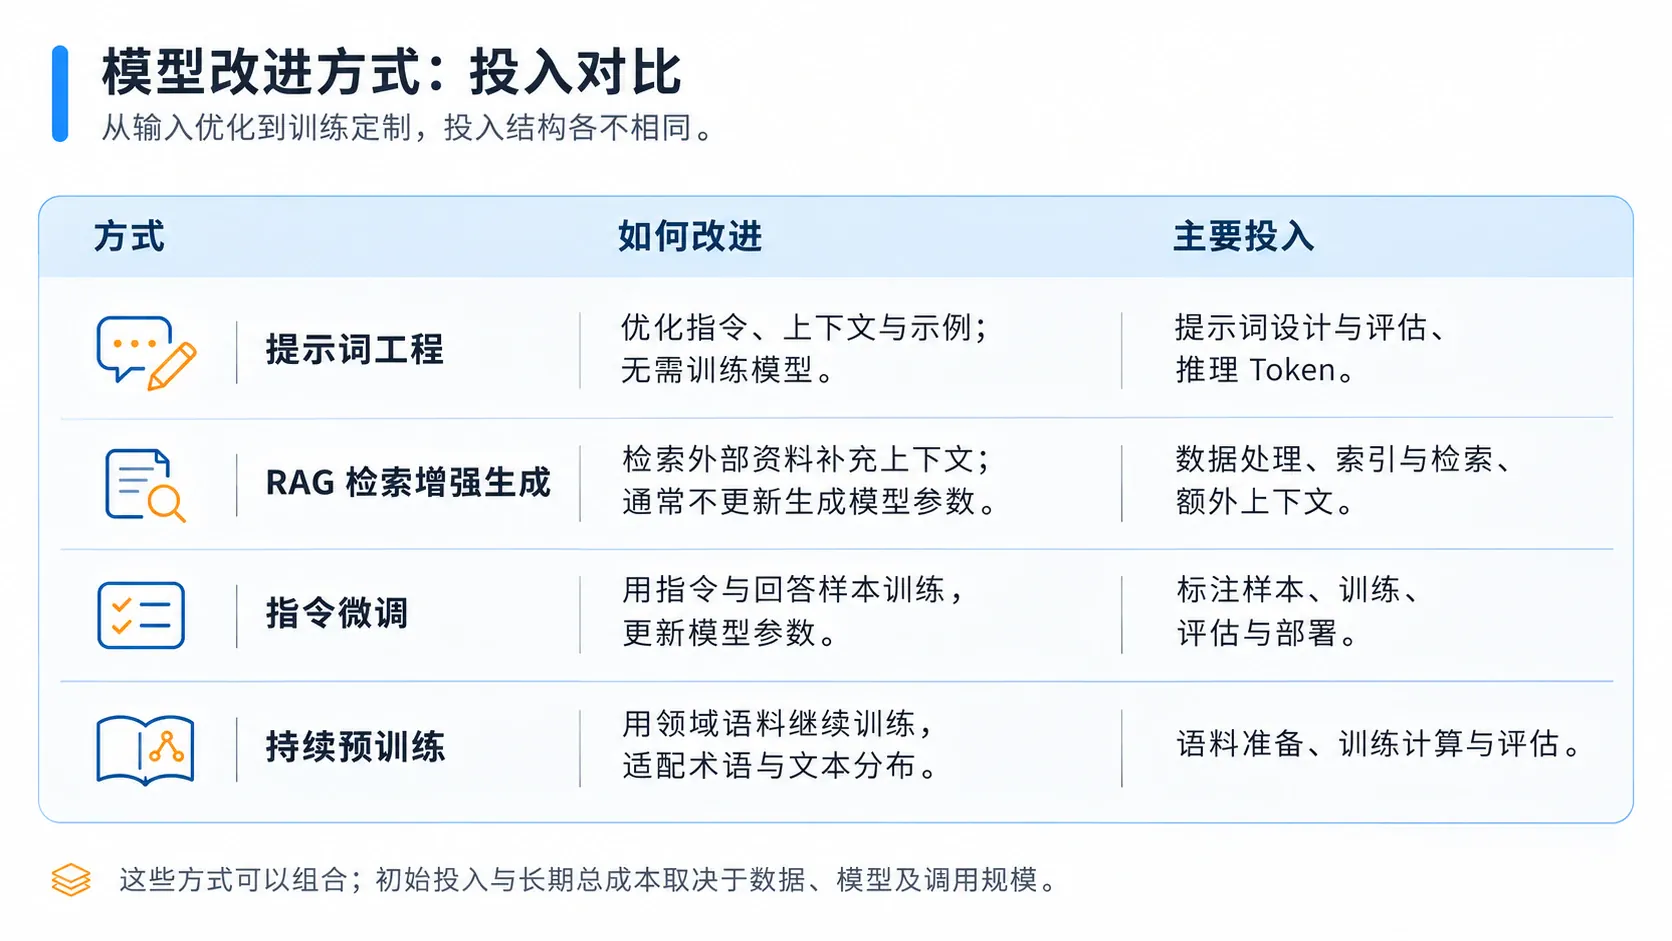 模型改进方式：投入对比
从输入优化到训练定制，投入结构各不相同。
方式
如何改进
主要投入
提示词工程
优化指令、上下文与示例；
无需训练模型。
提示词设计与评估、
推理 Token。
RAG 检索增强生成
检索外部资料补充上下文；
通常不更新生成模型参数。
数据处理、索引与检索、
额外上下文。
指令微调
用指令与回答样本训练，
更新模型参数。
标注样本、训练、
评估与部署。
持续预训练
用领域语料继续训练，
适配术语与文本分布。
语料准备、训练计算与评估。
这些方式可以组合；初始投入与长期总成本取决于数据、模型及调用规模。